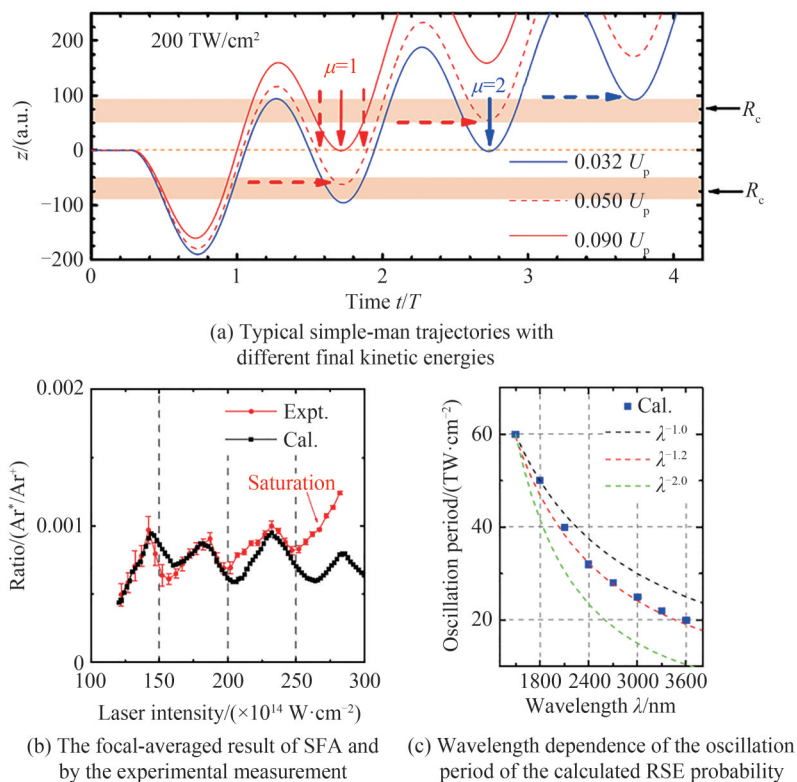 250
200
150
100
50
0
−50
−100
−150
−200
z/(a.u.)
200 TW/cm²
μ=1
μ=2
R_c
R_c
0.032 U_p
0.050 U_p
0.090 U_p
0 1 2 3 4
Time t/T
(a) Typical simple-man trajectories with
different final kinetic energies
0.002
0.001
0
Ratio/(Ar*/Ar⁺)
Expt.
Cal.
Saturation
100 150 200 250 300
Laser intensity/(×10¹⁴ W·cm⁻²)
(b) The focal-averaged result of SFA and
by the experimental measurement
60
40
20
Oscillation period/(TW·cm⁻²)
Cal.
λ⁻¹·⁰
λ⁻¹·²
λ⁻²·⁰
1800 2400 3000 3600
Wavelength λ/nm
(c) Wavelength dependence of the oscillation
period of the calculated RSE probability